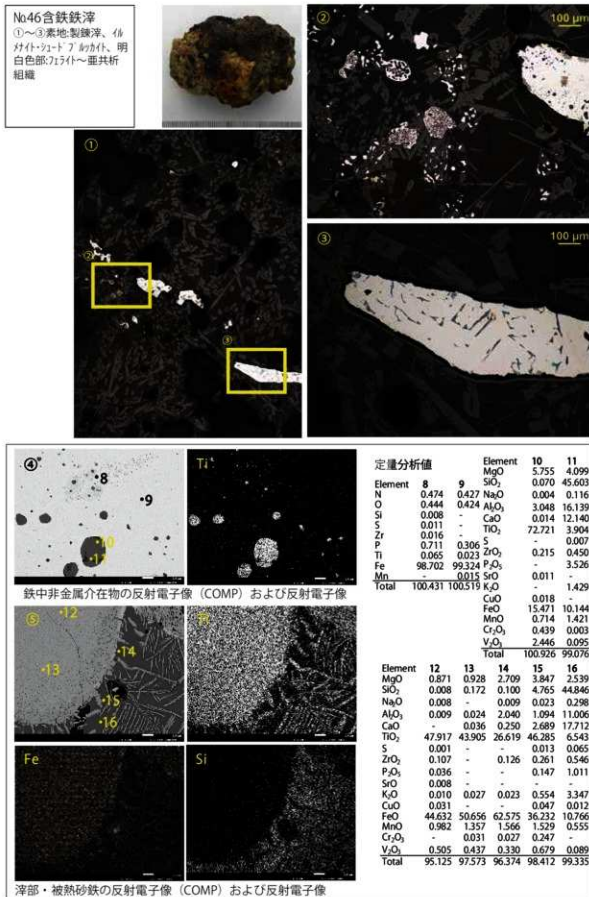 №46含鉄鉄滓
①～③素地:製錬滓、イル
メナイト・シュードブルッカイト、明
白色部:フェライト～亜共析
組織
②
100 μm
①
②
③
③
100 μm
④
8
9
10
11
Ti
鉄中非金属介在物の反射電子像（COMP）および反射電子像
定量分析値
Element 8 9
N 0.474 0.427
O 0.444 0.424
Si 0.008 -
S 0.011 -
Zr 0.016 -
P 0.711 0.306
Ti 0.065 0.023
Fe 98.702 99.324
Mn - 0.015
Total 100.431 100.519
Element 10 11
MgO 5.755 4.099
SiO₂ 0.070 45.603
Na₂O 0.004 0.116
Al₂O₃ 3.048 16.139
CaO 0.014 12.140
TiO₂ 72.721 3.904
S - 0.007
ZrO₂ 0.215 0.450
P₂O₅ - 3.526
SrO 0.011 -
K₂O - 1.429
CuO 0.018 -
FeO 15.471 10.144
MnO 0.714 1.421
Cr₂O₃ 0.439 0.003
V₂O₃ 2.446 0.095
Total 100.926 99.076
⑤
12
13
14
15
16
Ti
Fe
Si
滓部・被熱砂鉄の反射電子像（COMP）および反射電子像
Element 12 13 14 15 16
MgO 0.871 0.928 2.709 3.847 2.539
SiO₂ 0.008 0.172 0.100 4.765 44.846
Na₂O 0.008 - 0.009 0.023 0.298
Al₂O₃ 0.009 0.024 2.040 1.094 11.006
CaO - 0.036 0.250 2.689 17.712
TiO₂ 47.917 43.905 26.619 46.285 6.543
S 0.001 - - 0.013 0.065
ZrO₂ 0.107 - 0.126 0.261 0.546
P₂O₅ 0.036 - - 0.147 1.011
SrO 0.008 - - - -
K₂O 0.010 0.027 0.023 0.554 3.347
CuO 0.031 - - 0.047 0.012
FeO 44.632 50.656 62.575 36.232 10.766
MnO 0.982 1.357 1.566 1.529 0.555
Cr₂O₃ - 0.031 0.027 0.247 -
V₂O₃ 0.505 0.437 0.330 0.679 0.089
Total 95.125 97.573 96.374 98.412 99.335